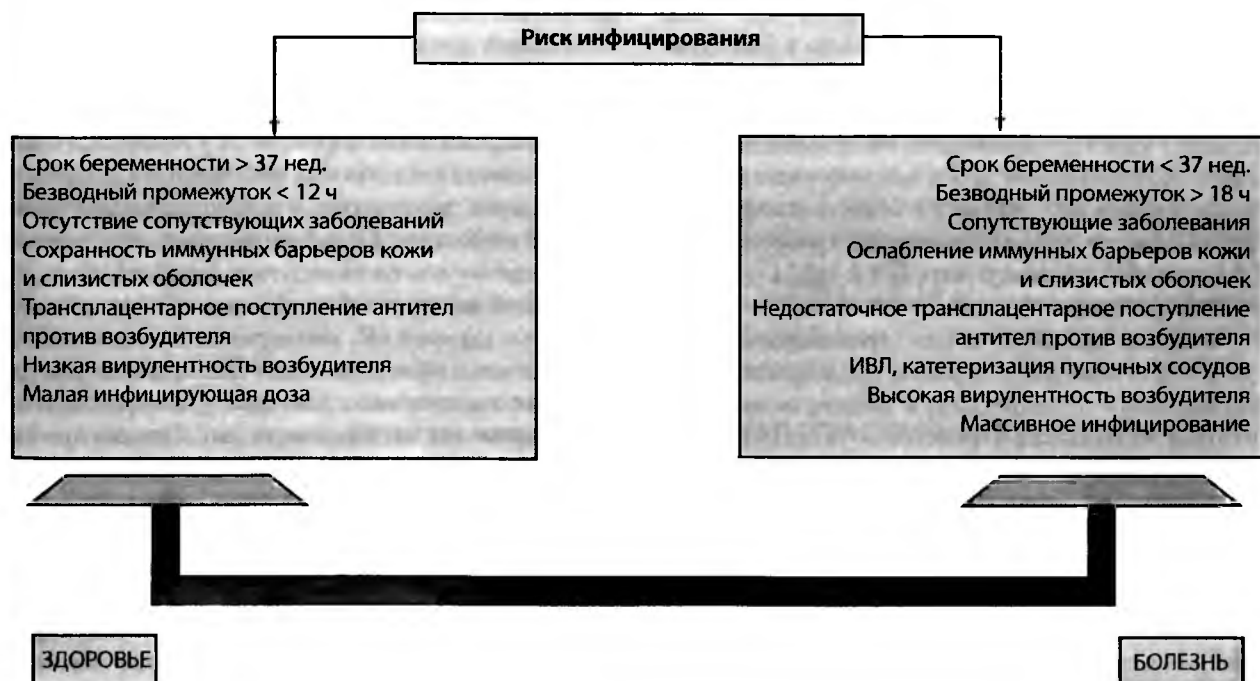 Риск инфицирования
Срок беременности > 37 нед.
Безводный промежуток < 12 ч
Отсутствие сопутствующих заболеваний
Сохранность иммунных барьеров кожи
и слизистых оболочек
Трансплацентарное поступление антител
против возбудителя
Низкая вирулентность возбудителя
Малая инфицирующая доза
Срок беременности < 37 нед.
Безводный промежуток > 18 ч
Сопутствующие заболевания
Ослабление иммунных барьеров кожи
и слизистых оболочек
Недостаточное трансплацентарное поступление
антител против возбудителя
ИВЛ, катетеризация пупочных сосудов
Высокая вирулентность возбудителя
Массивное инфицирование
ЗДОРОВЬЕ
БОЛЕЗНЬ